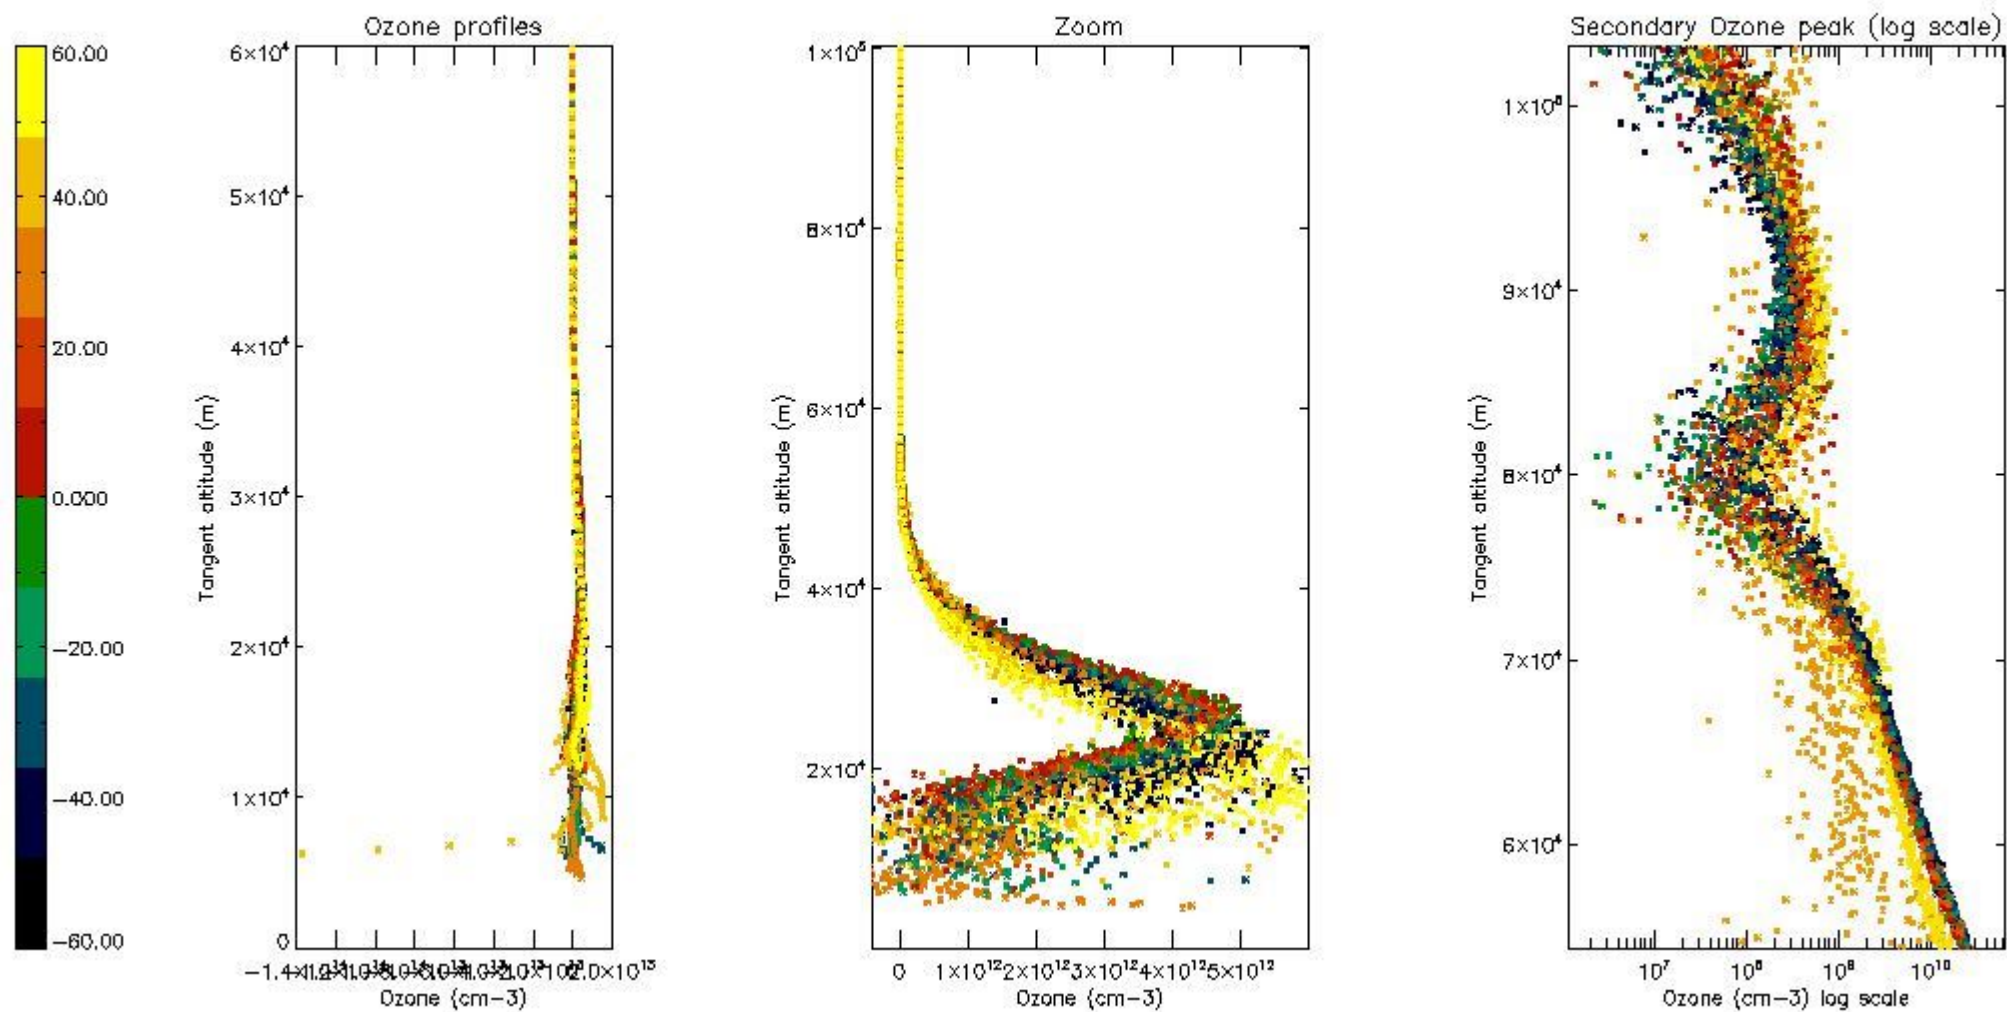 Ozone profiles
Zoom
Secondary Ozone peak (log scale)
60.00
40.00
20.00
0.000
−20.00
−40.00
−60.00
6×10⁴
5×10⁴
4×10⁴
3×10⁴
2×10⁴
1×10⁴
0
Tangent altitude (m)
2.0×10¹³
Ozone (cm−3)
1×10⁵
8×10⁴
6×10⁴
4×10⁴
2×10⁴
Tangent altitude (m)
0 1×10¹² 2×10¹² 3×10¹² 4×10¹² 5×10¹²
Ozone (cm−3)
1×10⁵
9×10⁴
8×10⁴
7×10⁴
6×10⁴
Tangent altitude (m)
10⁷ 10⁸ 10⁹ 10¹⁰
Ozone (cm−3) log scale